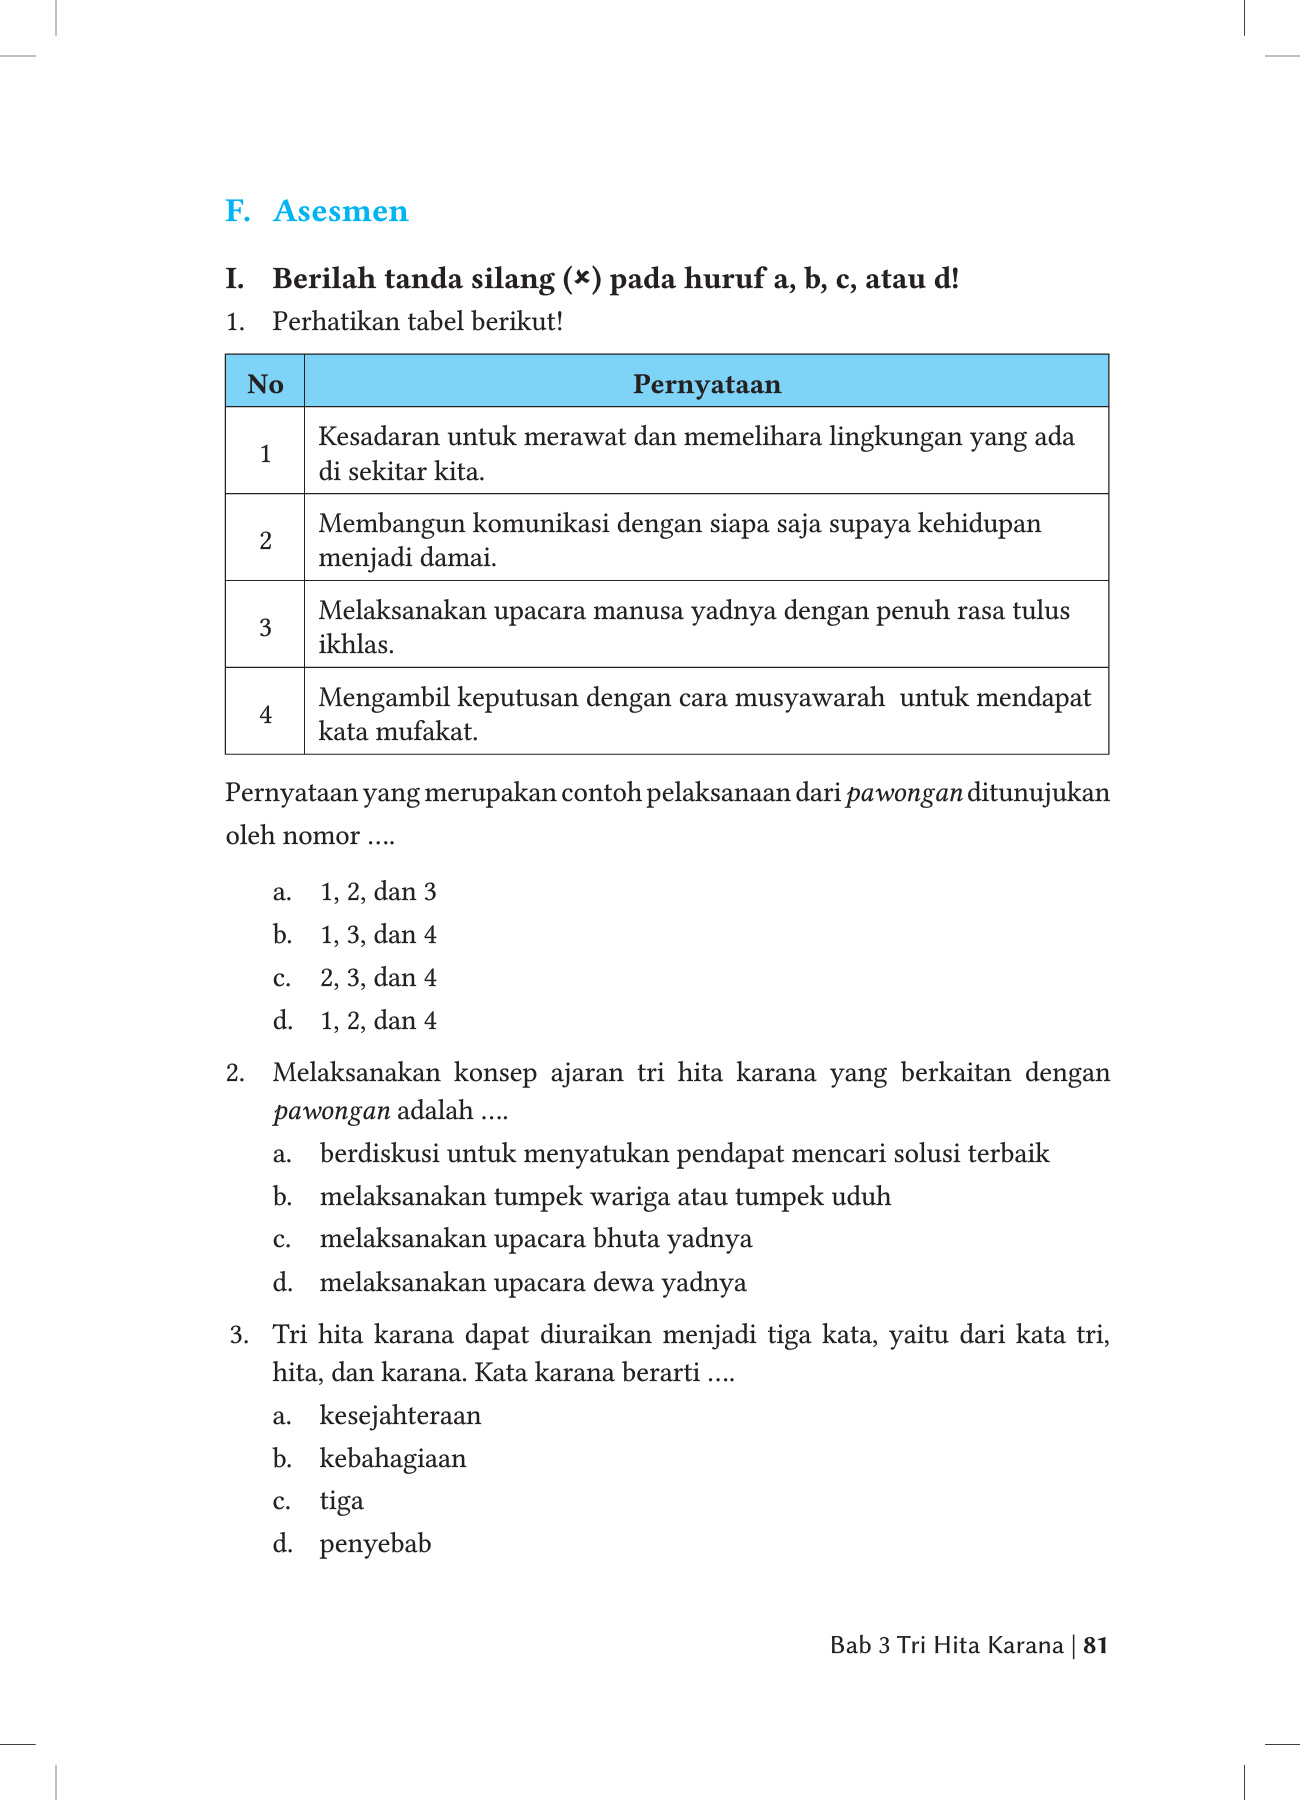 F. Asesmen
I. Berilah tanda silang (×) pada huruf a, b, c, atau d!
1. Perhatikan tabel berikut!
No Pernyataan
1 Kesadaran untuk merawat dan memelihara lingkungan yang ada
di sekitar kita.
2 Membangun komunikasi dengan siapa saja supaya kehidupan
menjadi damai.
3 Melaksanakan upacara manusa yadnya dengan penuh rasa tulus
ikhlas.
4 Mengambil keputusan dengan cara musyawarah untuk mendapat
kata mufakat.
Pernyataan yang merupakan contoh pelaksanaan dari pawongan ditunujukan
oleh nomor ….
a. 1, 2, dan 3
b. 1, 3, dan 4
c. 2, 3, dan 4
d. 1, 2, dan 4
2. Melaksanakan konsep ajaran tri hita karana yang berkaitan dengan
pawongan adalah ….
a. berdiskusi untuk menyatukan pendapat mencari solusi terbaik
b. melaksanakan tumpek wariga atau tumpek uduh
c. melaksanakan upacara bhuta yadnya
d. melaksanakan upacara dewa yadnya
3. Tri hita karana dapat diuraikan menjadi tiga kata, yaitu dari kata tri,
hita, dan karana. Kata karana berarti ….
a. kesejahteraan
b. kebahagiaan
c. tiga
d. penyebab
Bab 3 Tri Hita Karana | 81